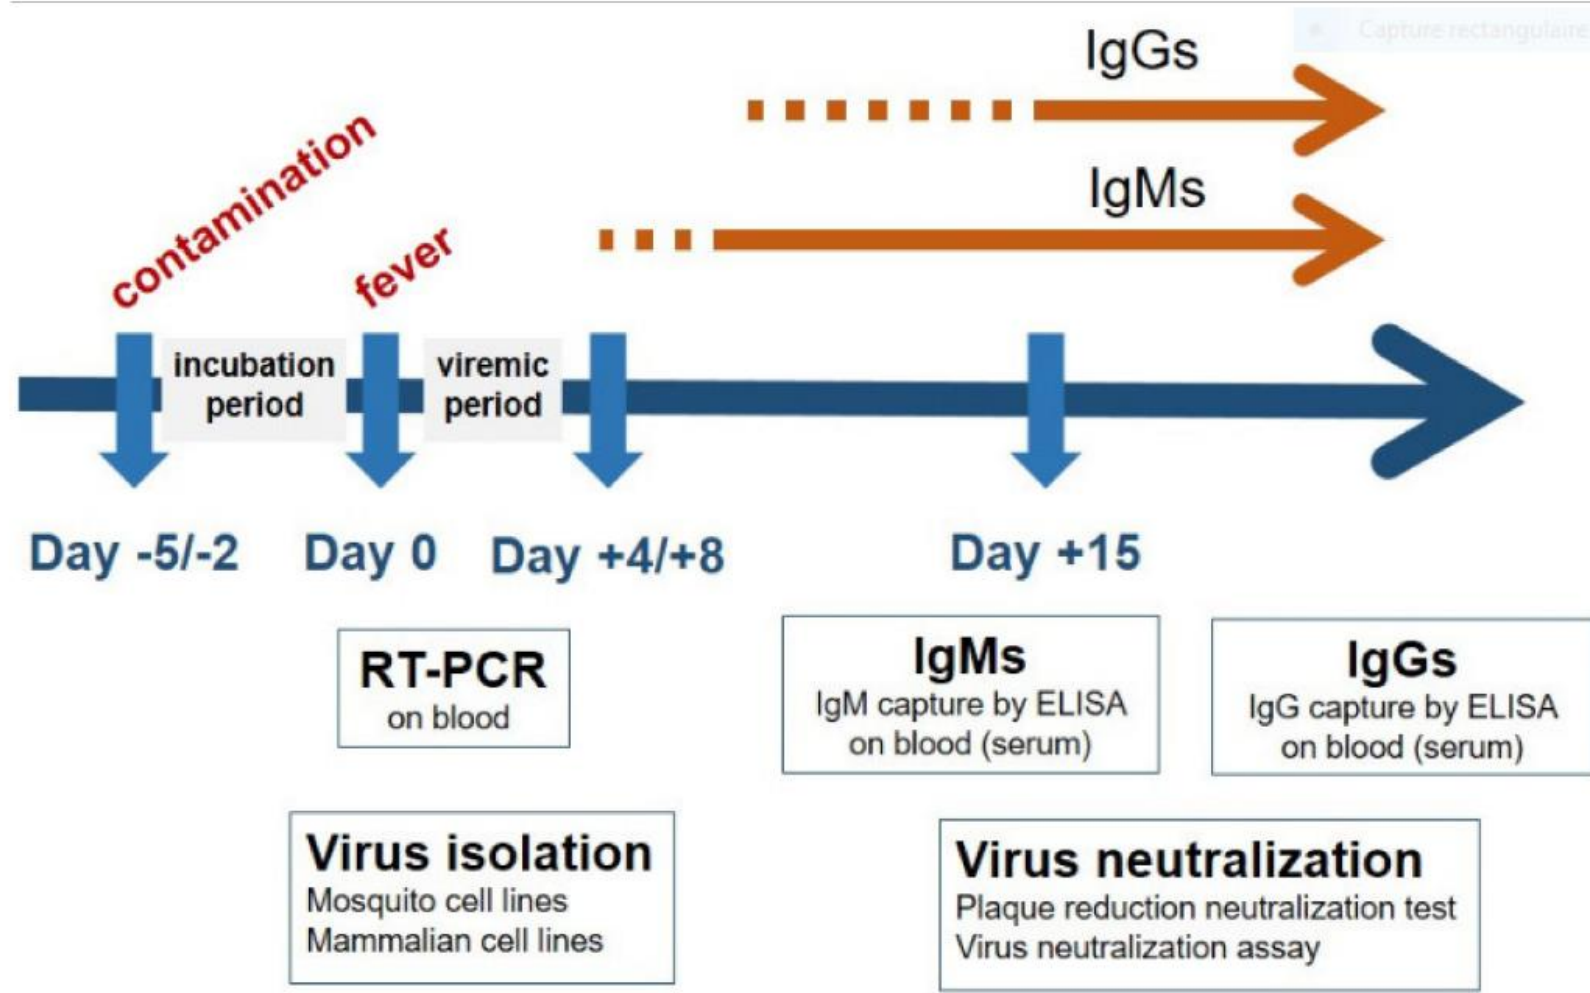 Capture rectangulaire
IgGs
IgMs
contamination
fever
incubation
period
viremic
period
Day -5/-2
Day 0
Day +4/+8
Day +15
RT-PCR
on blood
IgMs
IgM capture by ELISA
on blood (serum)
IgGs
IgG capture by ELISA
on blood (serum)
Virus isolation
Mosquito cell lines
Mammalian cell lines
Virus neutralization
Plaque reduction neutralization test
Virus neutralization assay